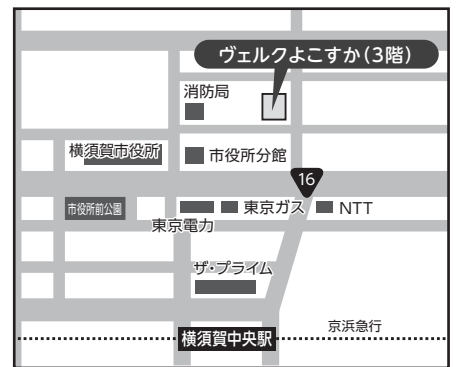 ヴェルクよこすか(3階)
消防局
横須賀市役所
市役所分館
16
市役所前公園
東京ガス
NTT
東京電力
ザ・プライム
京浜急行
横須賀中央駅